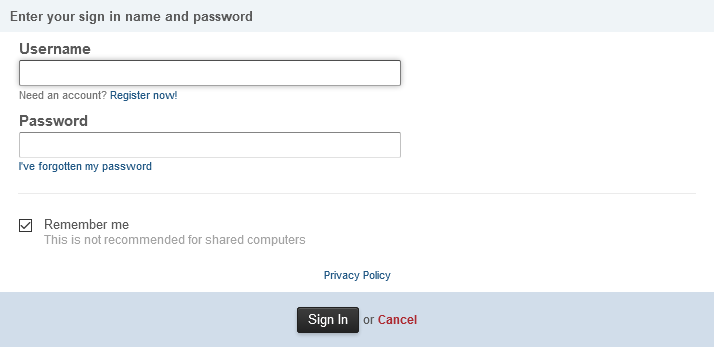 Enter your sign in name and password
Username
Need an account? Register now!
Password
I've forgotten my password
Remember me
This is not recommended for shared computers
Privacy Policy
Sign In or Cancel